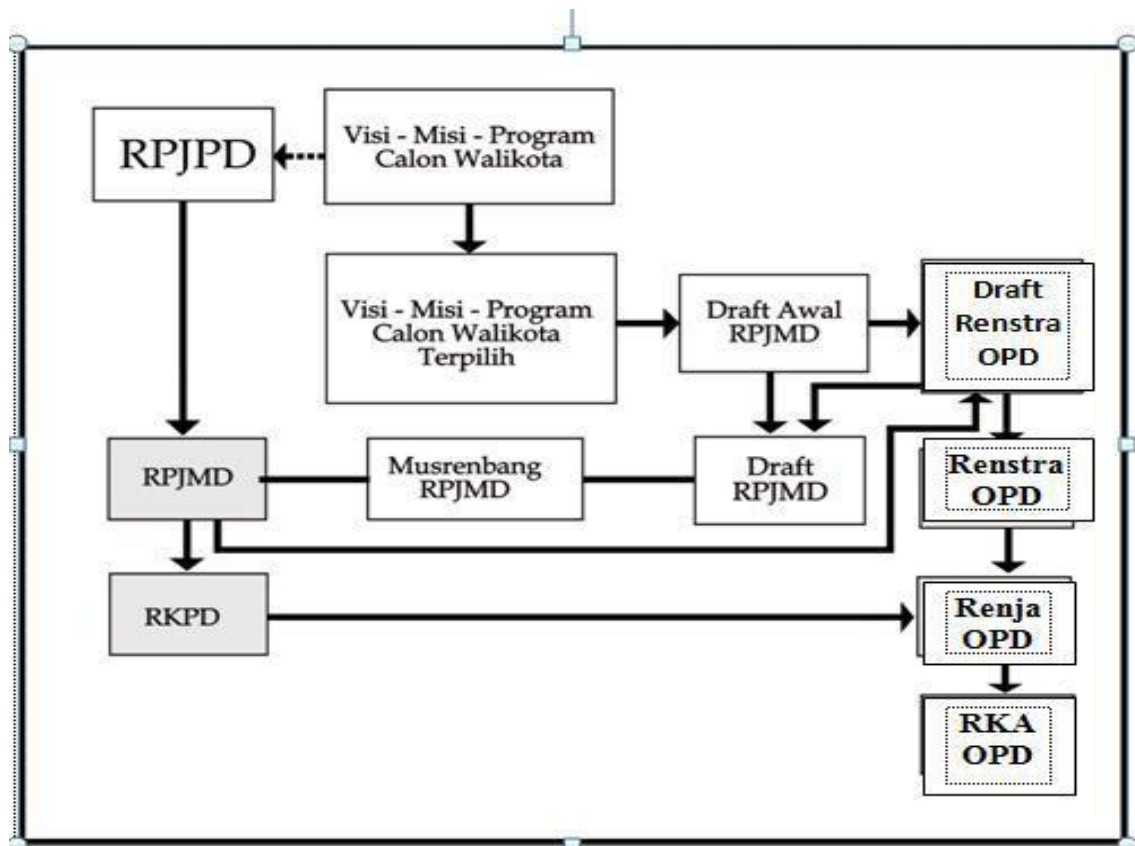 RPJPD
Visi - Misi - Program
Calon Walikota
Visi - Misi - Program
Calon Walikota
Terpilih
Draft Awal
RPJMD
Draft
Renstra
OPD
RPJMD
Musrenbang
RPJMD
Draft
RPJMD
Renstra
OPD
RKPD
Renja
OPD
RKA
OPD